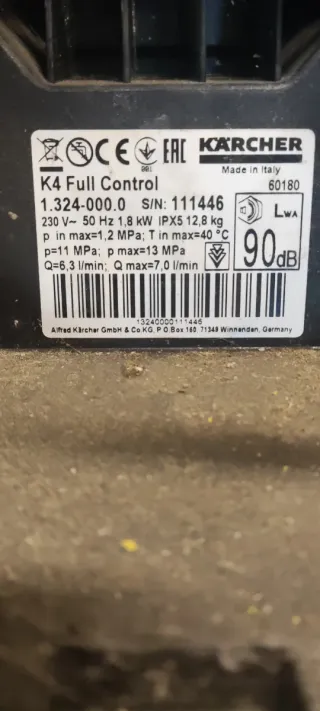 EAC KÄRCHER
001
Made in Italy
K4 Full Control 60180
1.324-000.0 S/N: 111446
230 V~ 50 Hz 1,8 kW IPX5 12,8 kg
p in max=1,2 MPa; T in max=40 °C
p=11 MPa; p max=13 MPa
Q=6,3 l/min; Q max=7,0 l/min
LWA
90dB
13240000111446
Alfred Kärcher GmbH & Co.KG, P.O.Box 160 71349 Winnenden, Germany